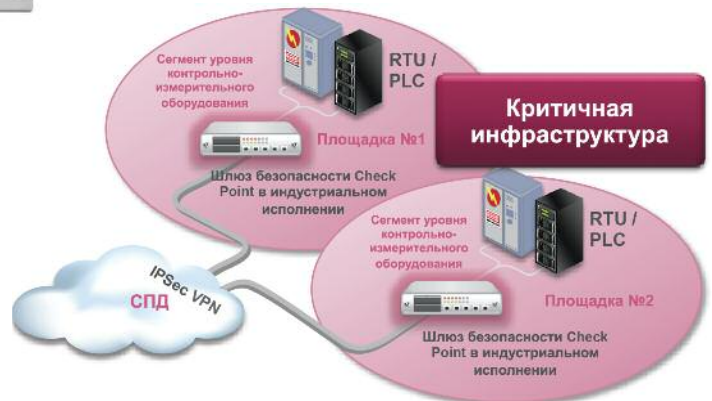 Сегмент уровня
контрольно-
измерительного
оборудования
RTU /
PLC
Площадка №1
Шлюз безопасности Check
Point в индустриальном
исполнении
Критичная
инфраструктура
Сегмент уровня
контрольно-
измерительного
оборудования
RTU /
PLC
Площадка №2
Шлюз безопасности Check
Point в индустриальном
исполнении
IPSec VPN
СПД